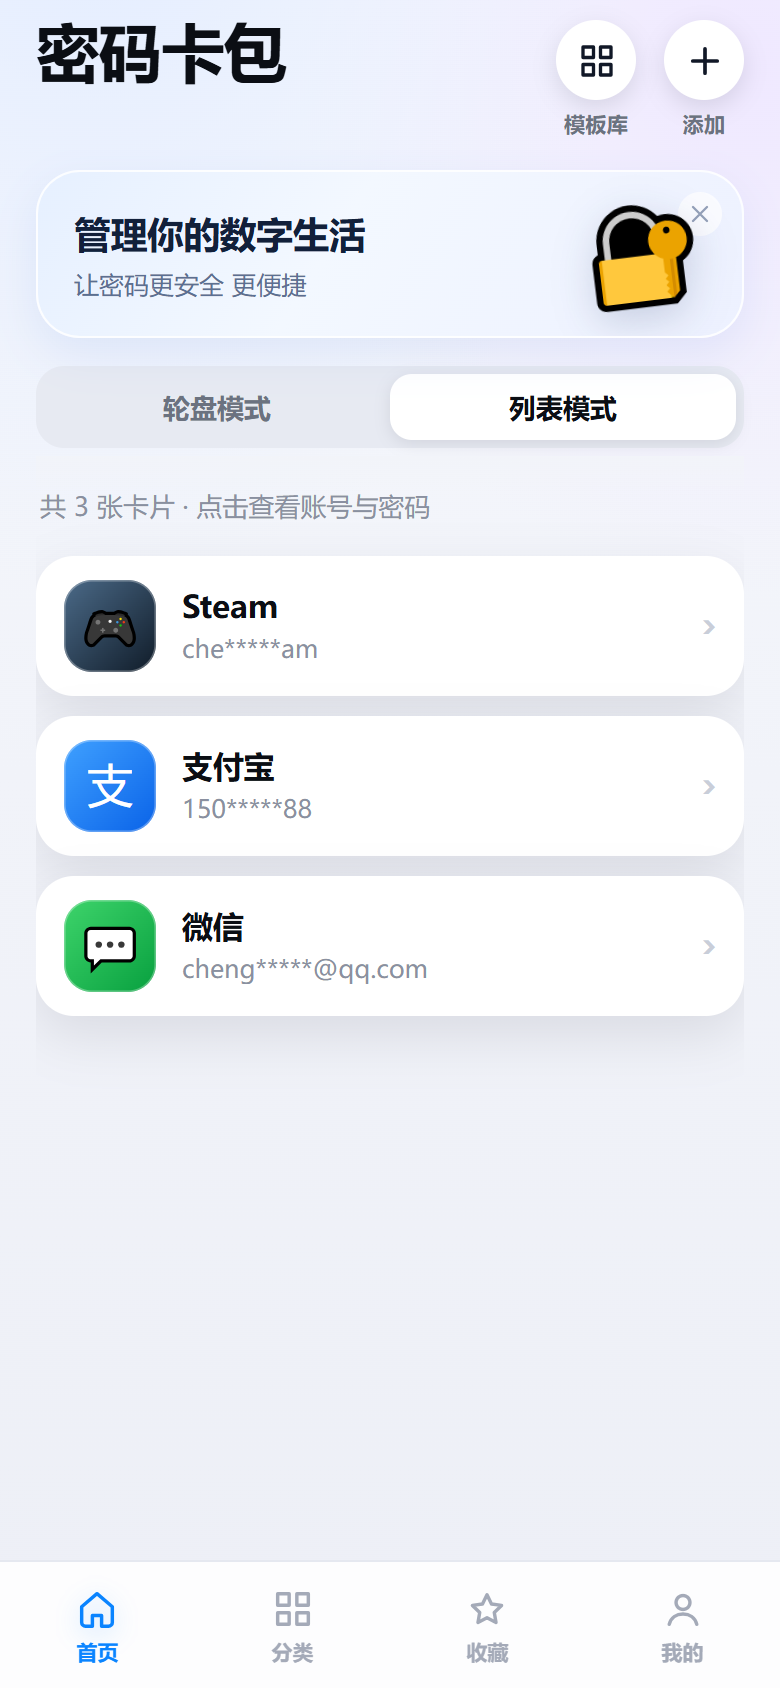 密码卡包
模板库
添加
管理你的数字生活
让密码更安全 更便捷
轮盘模式
列表模式
共 3 张卡片 · 点击查看账号与密码
Steam
che*****am
支
支付宝
150*****88
微信
cheng*****@qq.com
首页
分类
收藏
我的